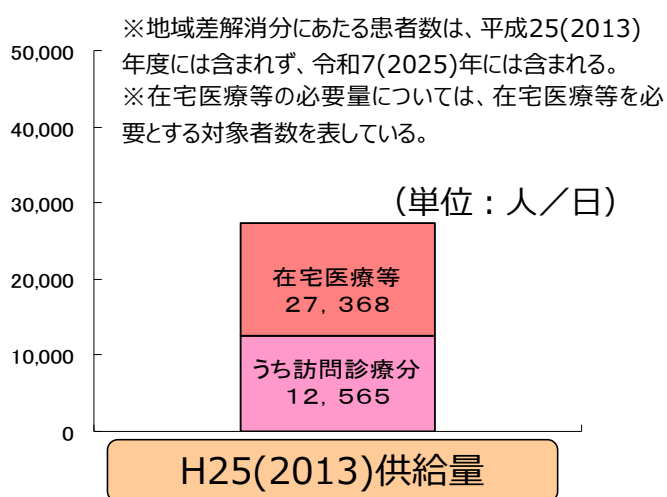 ※地域差解消分にあたる患者数は、平成25(2013)
年度には含まれず、令和7(2025)年には含まれる。
※在宅医療等の必要量については、在宅医療等を必
要とする対象者数を表している。
（単位：人／日）
50,000
40,000
30,000
20,000
10,000
0
在宅医療等
２７，３６８
うち訪問診療分
１２，５６５
H25(2013)供給量